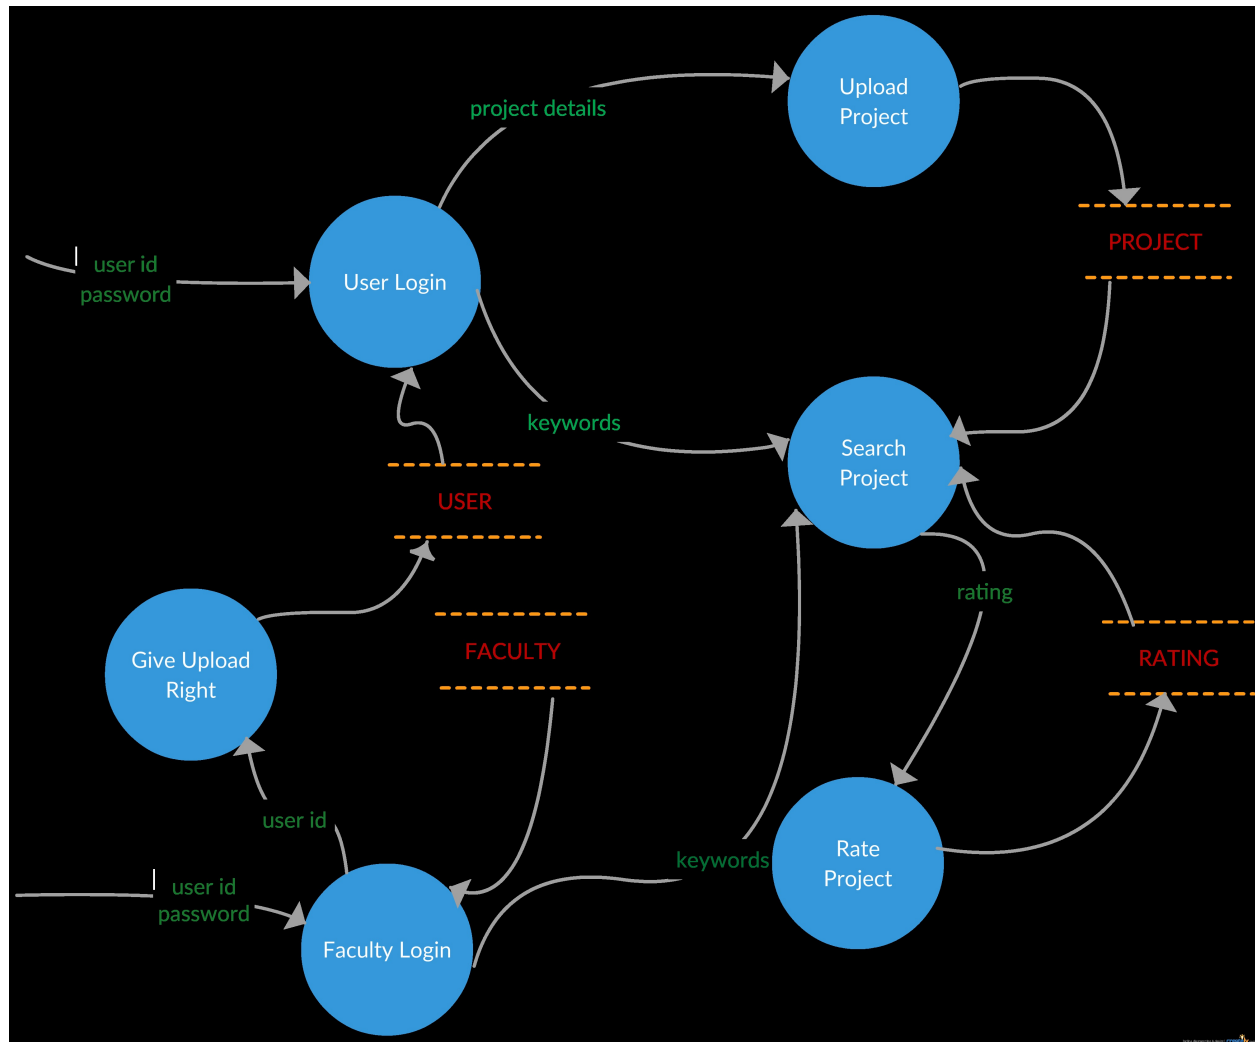 Upload
Project
project details
PROJECT
user id
password
User Login
keywords
Search
Project
USER
rating
FACULTY
RATING
Give Upload
Right
user id
keywords
Rate
Project
user id
password
Faculty Login